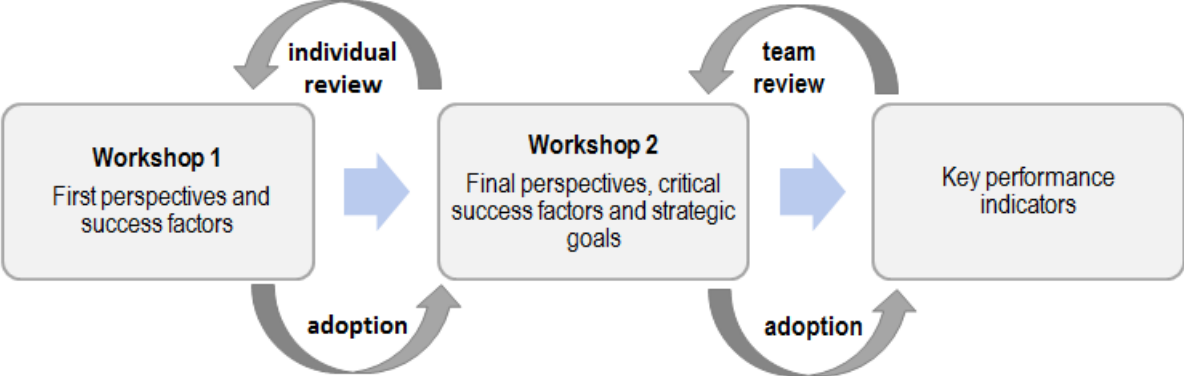 individual
review
team
review
Workshop 1
First perspectives and
success factors
Workshop 2
Final perspectives, critical
success factors and strategic
goals
Key performance
indicators
adoption
adoption